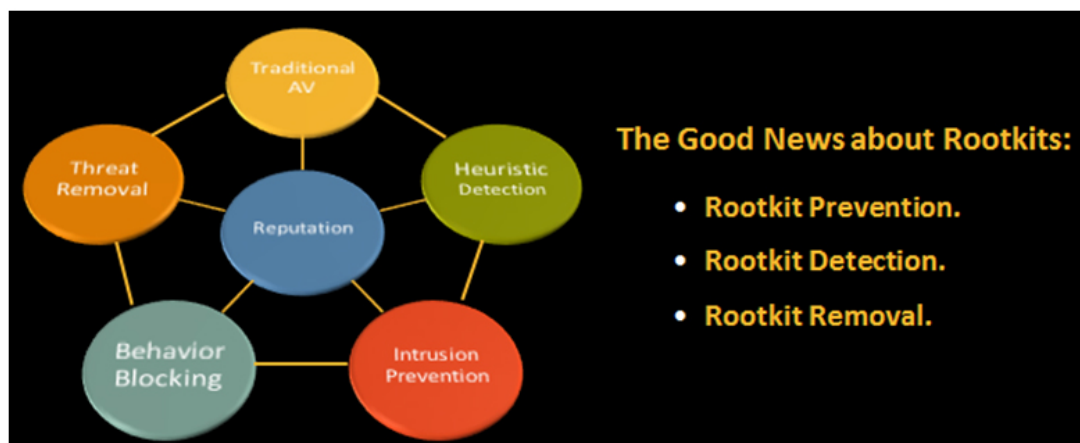 Traditional
AV
Threat
Removal
Heuristic
Detection
Reputation
Behavior
Blocking
Intrusion
Prevention
The Good News about Rootkits:
• Rootkit Prevention.
• Rootkit Detection.
• Rootkit Removal.